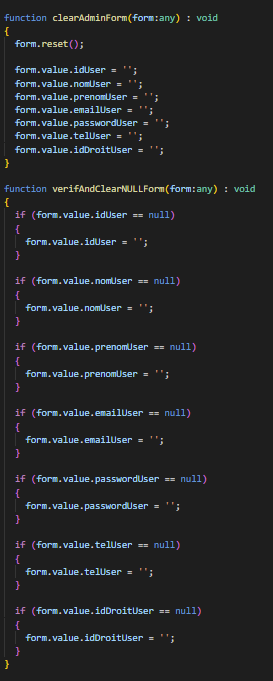 function clearAdminForm(form:any) : void
{
  form.reset();

  form.value.idUser = '';
  form.value.nomUser = '';
  form.value.prenomUser = '';
  form.value.emailUser = '';
  form.value.passwordUser = '';
  form.value.telUser = '';
  form.value.idDroitUser = '';
}

function verifAndClearNULLForm(form:any) : void
{
  if (form.value.idUser == null)
  {
    form.value.idUser = '';
  }

  if (form.value.nomUser == null)
  {
    form.value.nomUser = '';
  }

  if (form.value.prenomUser == null)
  {
    form.value.prenomUser = '';
  }

  if (form.value.emailUser == null)
  {
    form.value.emailUser = '';
  }

  if (form.value.passwordUser == null)
  {
    form.value.passwordUser = '';
  }

  if (form.value.telUser == null)
  {
    form.value.telUser = '';
  }

  if (form.value.idDroitUser == null)
  {
    form.value.idDroitUser = '';
  }
}